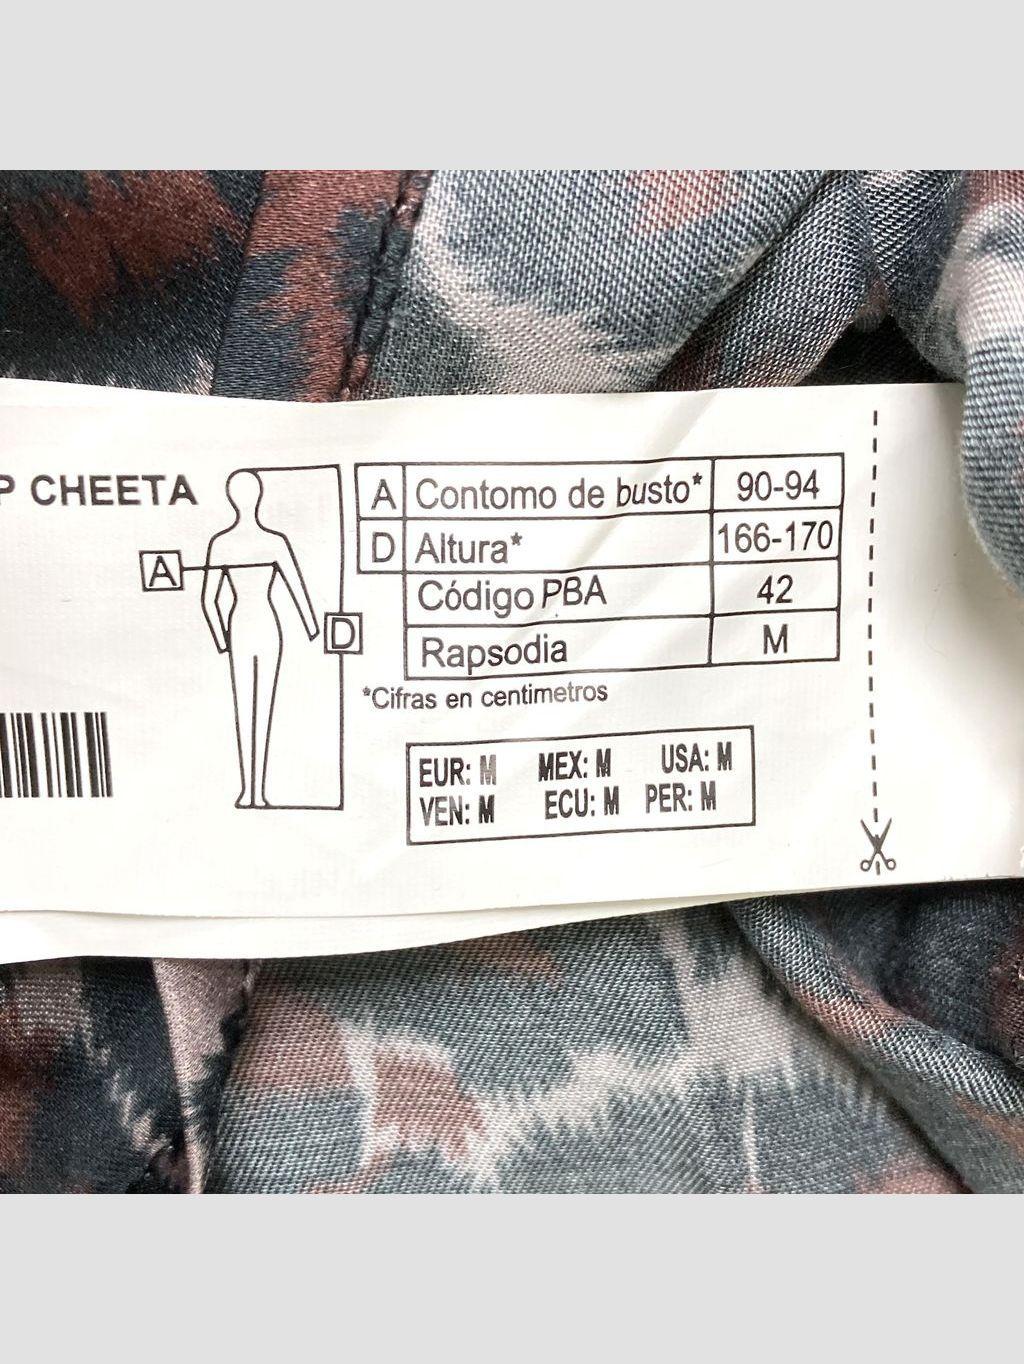 P CHEETA
A Contomo de busto* 90-94
D Altura* 166-170
Código PBA 42
Rapsodia M
*Cifras en centimetros
A
D
EUR: M MEX: M USA: M
VEN: M ECU: M PER: M